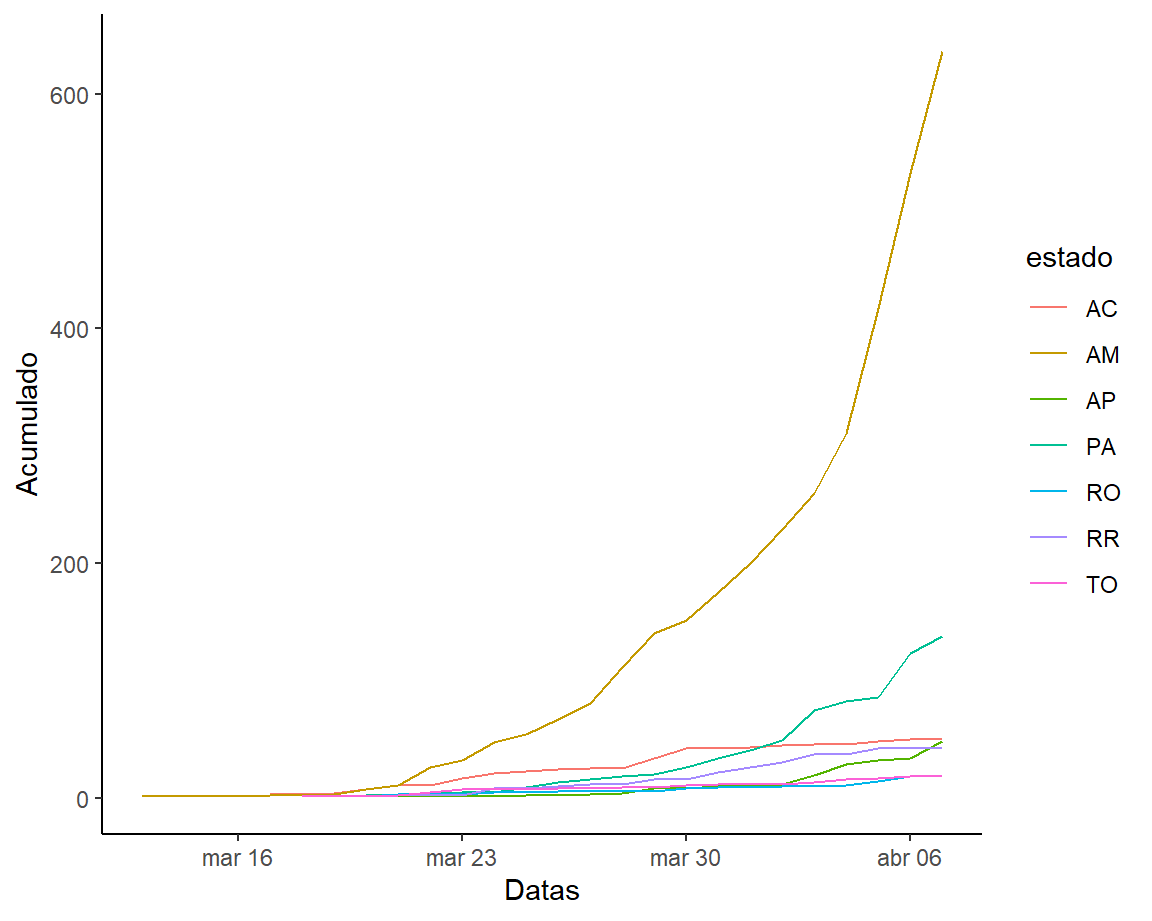 600
400
200
0
Acumulado
mar 16
mar 23
mar 30
abr 06
Datas
estado
AC
AM
AP
PA
RO
RR
TO